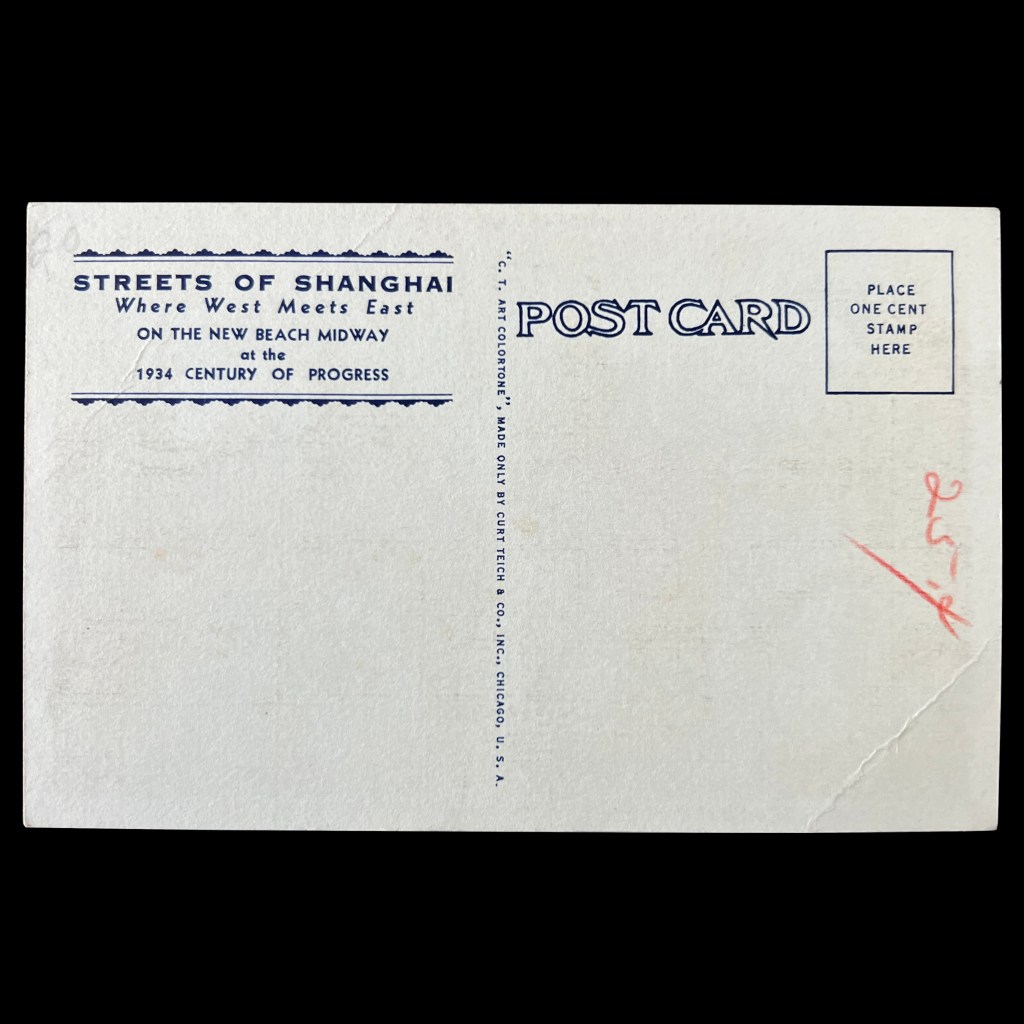 STREETS OF SHANGHAI
Where West Meets East
ON THE NEW BEACH MIDWAY
at the
1934 CENTURY OF PROGRESS
"C. T. ART COLORTONE", MADE ONLY BY CURT TEICH & CO., INC., CHICAGO, U. S. A.
POST CARD
PLACE
ONE CENT
STAMP
HERE